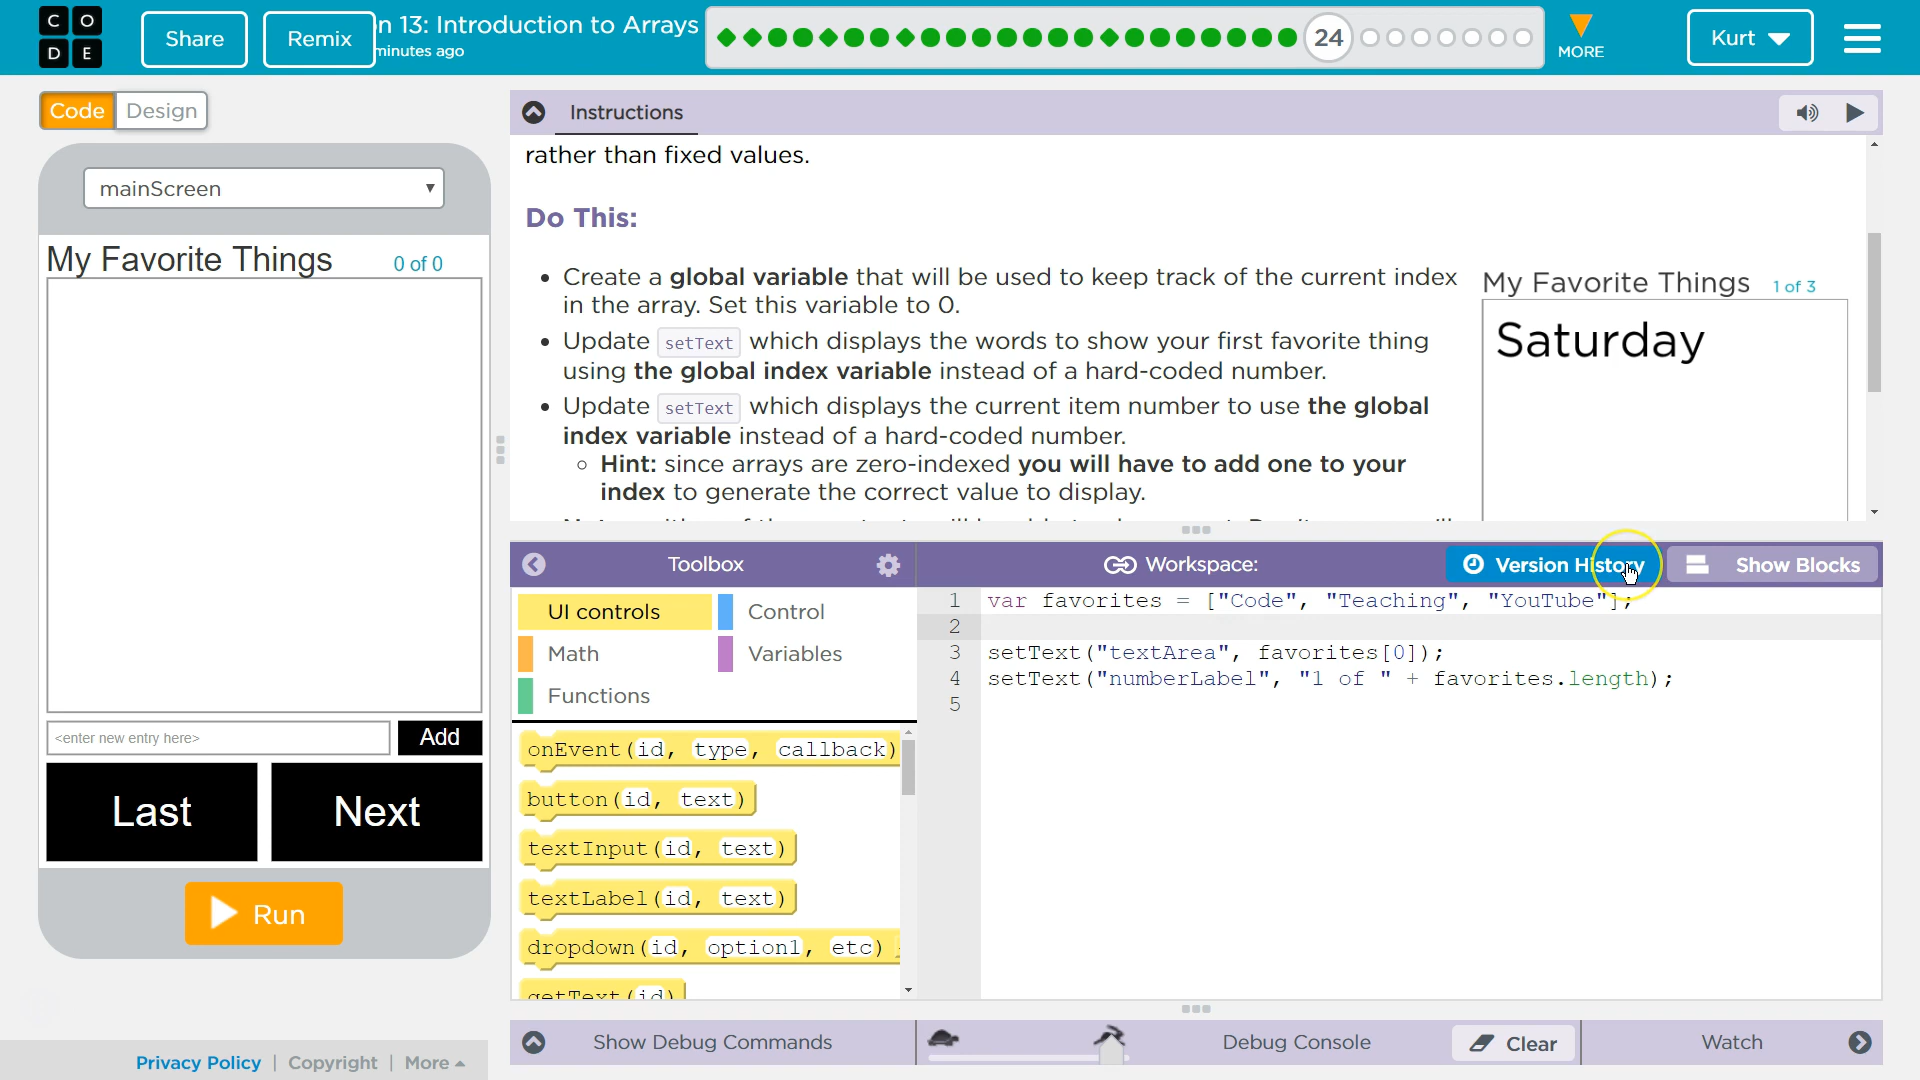 CODE
Share
Remix
n 13: Introduction to Arrays
minutes ago
24
MORE
Kurt
Code
Design
mainScreen
My Favorite Things
0 of 0
<enter new entry here>
Add
Last
Next
Run
Privacy Policy | Copyright | More
Instructions
rather than fixed values.
Do This:
• Create a global variable that will be used to keep track of the current index
in the array. Set this variable to 0.
• Update setText which displays the words to show your first favorite thing
using the global index variable instead of a hard-coded number.
• Update setText which displays the current item number to use the global
index variable instead of a hard-coded number.
Hint: since arrays are zero-indexed you will have to add one to your
index to generate the correct value to display.
My Favorite Things
1 of 3
Saturday
Toolbox
Workspace:
Version History
Show Blocks
UI controls
Control
Math
Variables
Functions
onEvent(id, type, callback)
button(id, text)
textInput(id, text)
textLabel(id, text)
dropdown(id, option1, etc)
getText(id)
1 var favorites = ["Code", "Teaching", "YouTube"];
2
3 setText("textArea", favorites[0]);
4 setText("numberLabel", "1 of " + favorites.length);
5
Show Debug Commands
Debug Console
Clear
Watch